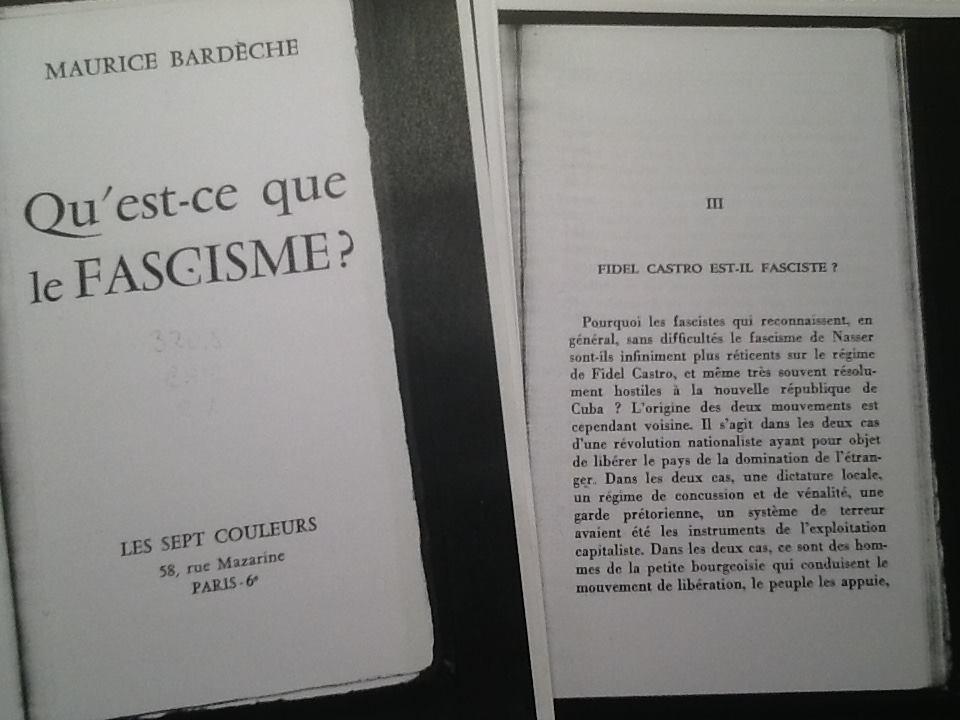 MAURICE BARDÈCHE
Qu'est-ce que
le FASCISME?
LES SEPT COULEURS
58, rue Mazarine
PARIS-6e
III
FIDEL CASTRO EST-IL FASCISTE ?
Pourquoi les fascistes qui reconnaissent, en
général, sans difficultés le fascisme de Nasser
sont-ils infiniment plus réticents sur le régime
de Fidel Castro, et même très souvent résolu-
ment hostiles à la nouvelle république de
Cuba ? L'origine des deux mouvements est
cependant voisine. Il s'agit dans les deux cas
d'une révolution nationaliste ayant pour objet
de libérer le pays de la domination de l'étran-
ger. Dans les deux cas, une dictature locale,
un régime de concussion et de vénalité, une
garde prétorienne, un système de terreur
avaient été les instruments de l'exploitation
capitaliste. Dans les deux cas, ce sont des hom-
mes de la petite bourgeoisie qui conduisent le
mouvement de libération, le peuple les appuie,